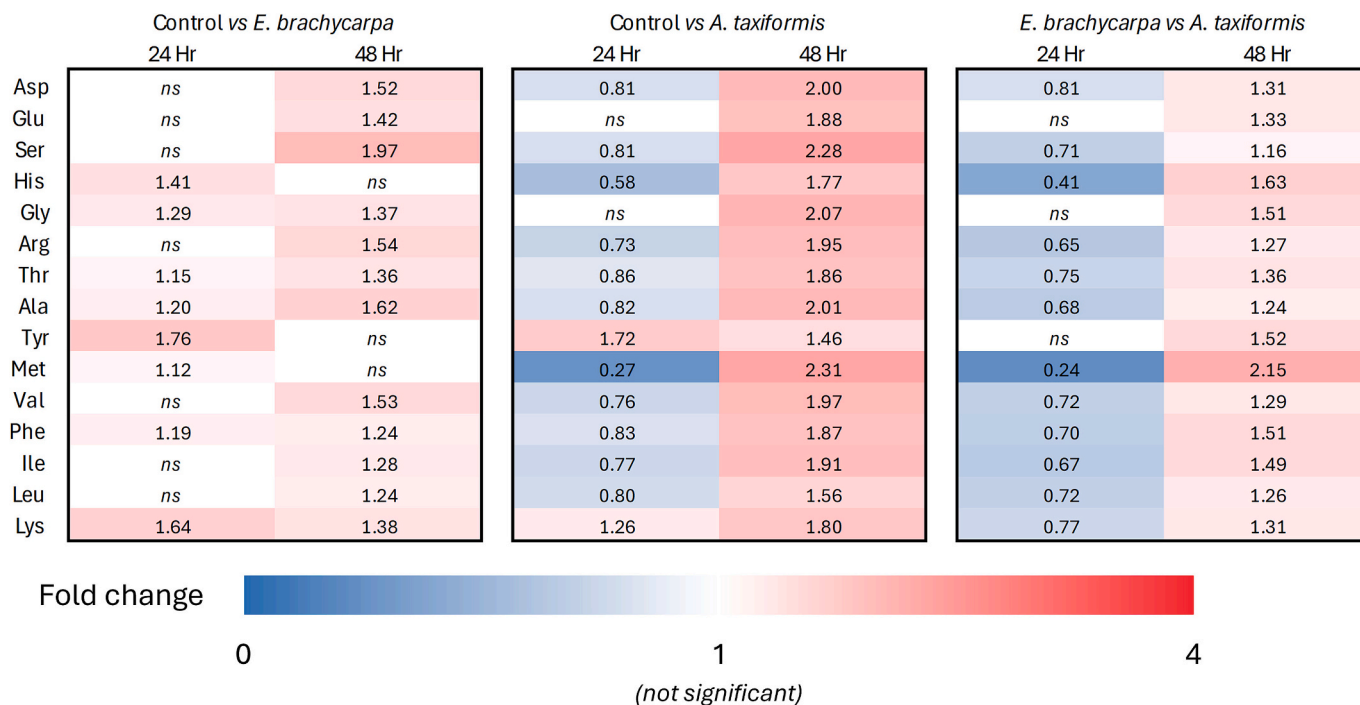 Control vs E. brachycarpa Control vs A. taxiformis E. brachycarpa vs A. taxiformis
24 Hr 48 Hr 24 Hr 48 Hr 24 Hr 48 Hr
Asp ns 1.52 0.81 2.00 0.81 1.31
Glu ns 1.42 ns 1.88 ns 1.33
Ser ns 1.97 0.81 2.28 0.71 1.16
His 1.41 ns 0.58 1.77 0.41 1.63
Gly 1.29 1.37 ns 2.07 ns 1.51
Arg ns 1.54 0.73 1.95 0.65 1.27
Thr 1.15 1.36 0.86 1.86 0.75 1.36
Ala 1.20 1.62 0.82 2.01 0.68 1.24
Tyr 1.76 ns 1.72 1.46 ns 1.52
Met 1.12 ns 0.27 2.31 0.24 2.15
Val ns 1.53 0.76 1.97 0.72 1.29
Phe 1.19 1.24 0.83 1.87 0.70 1.51
Ile ns 1.28 0.77 1.91 0.67 1.49
Leu ns 1.24 0.80 1.56 0.72 1.26
Lys 1.64 1.38 1.26 1.80 0.77 1.31
Fold change
0 1 4
(not significant)